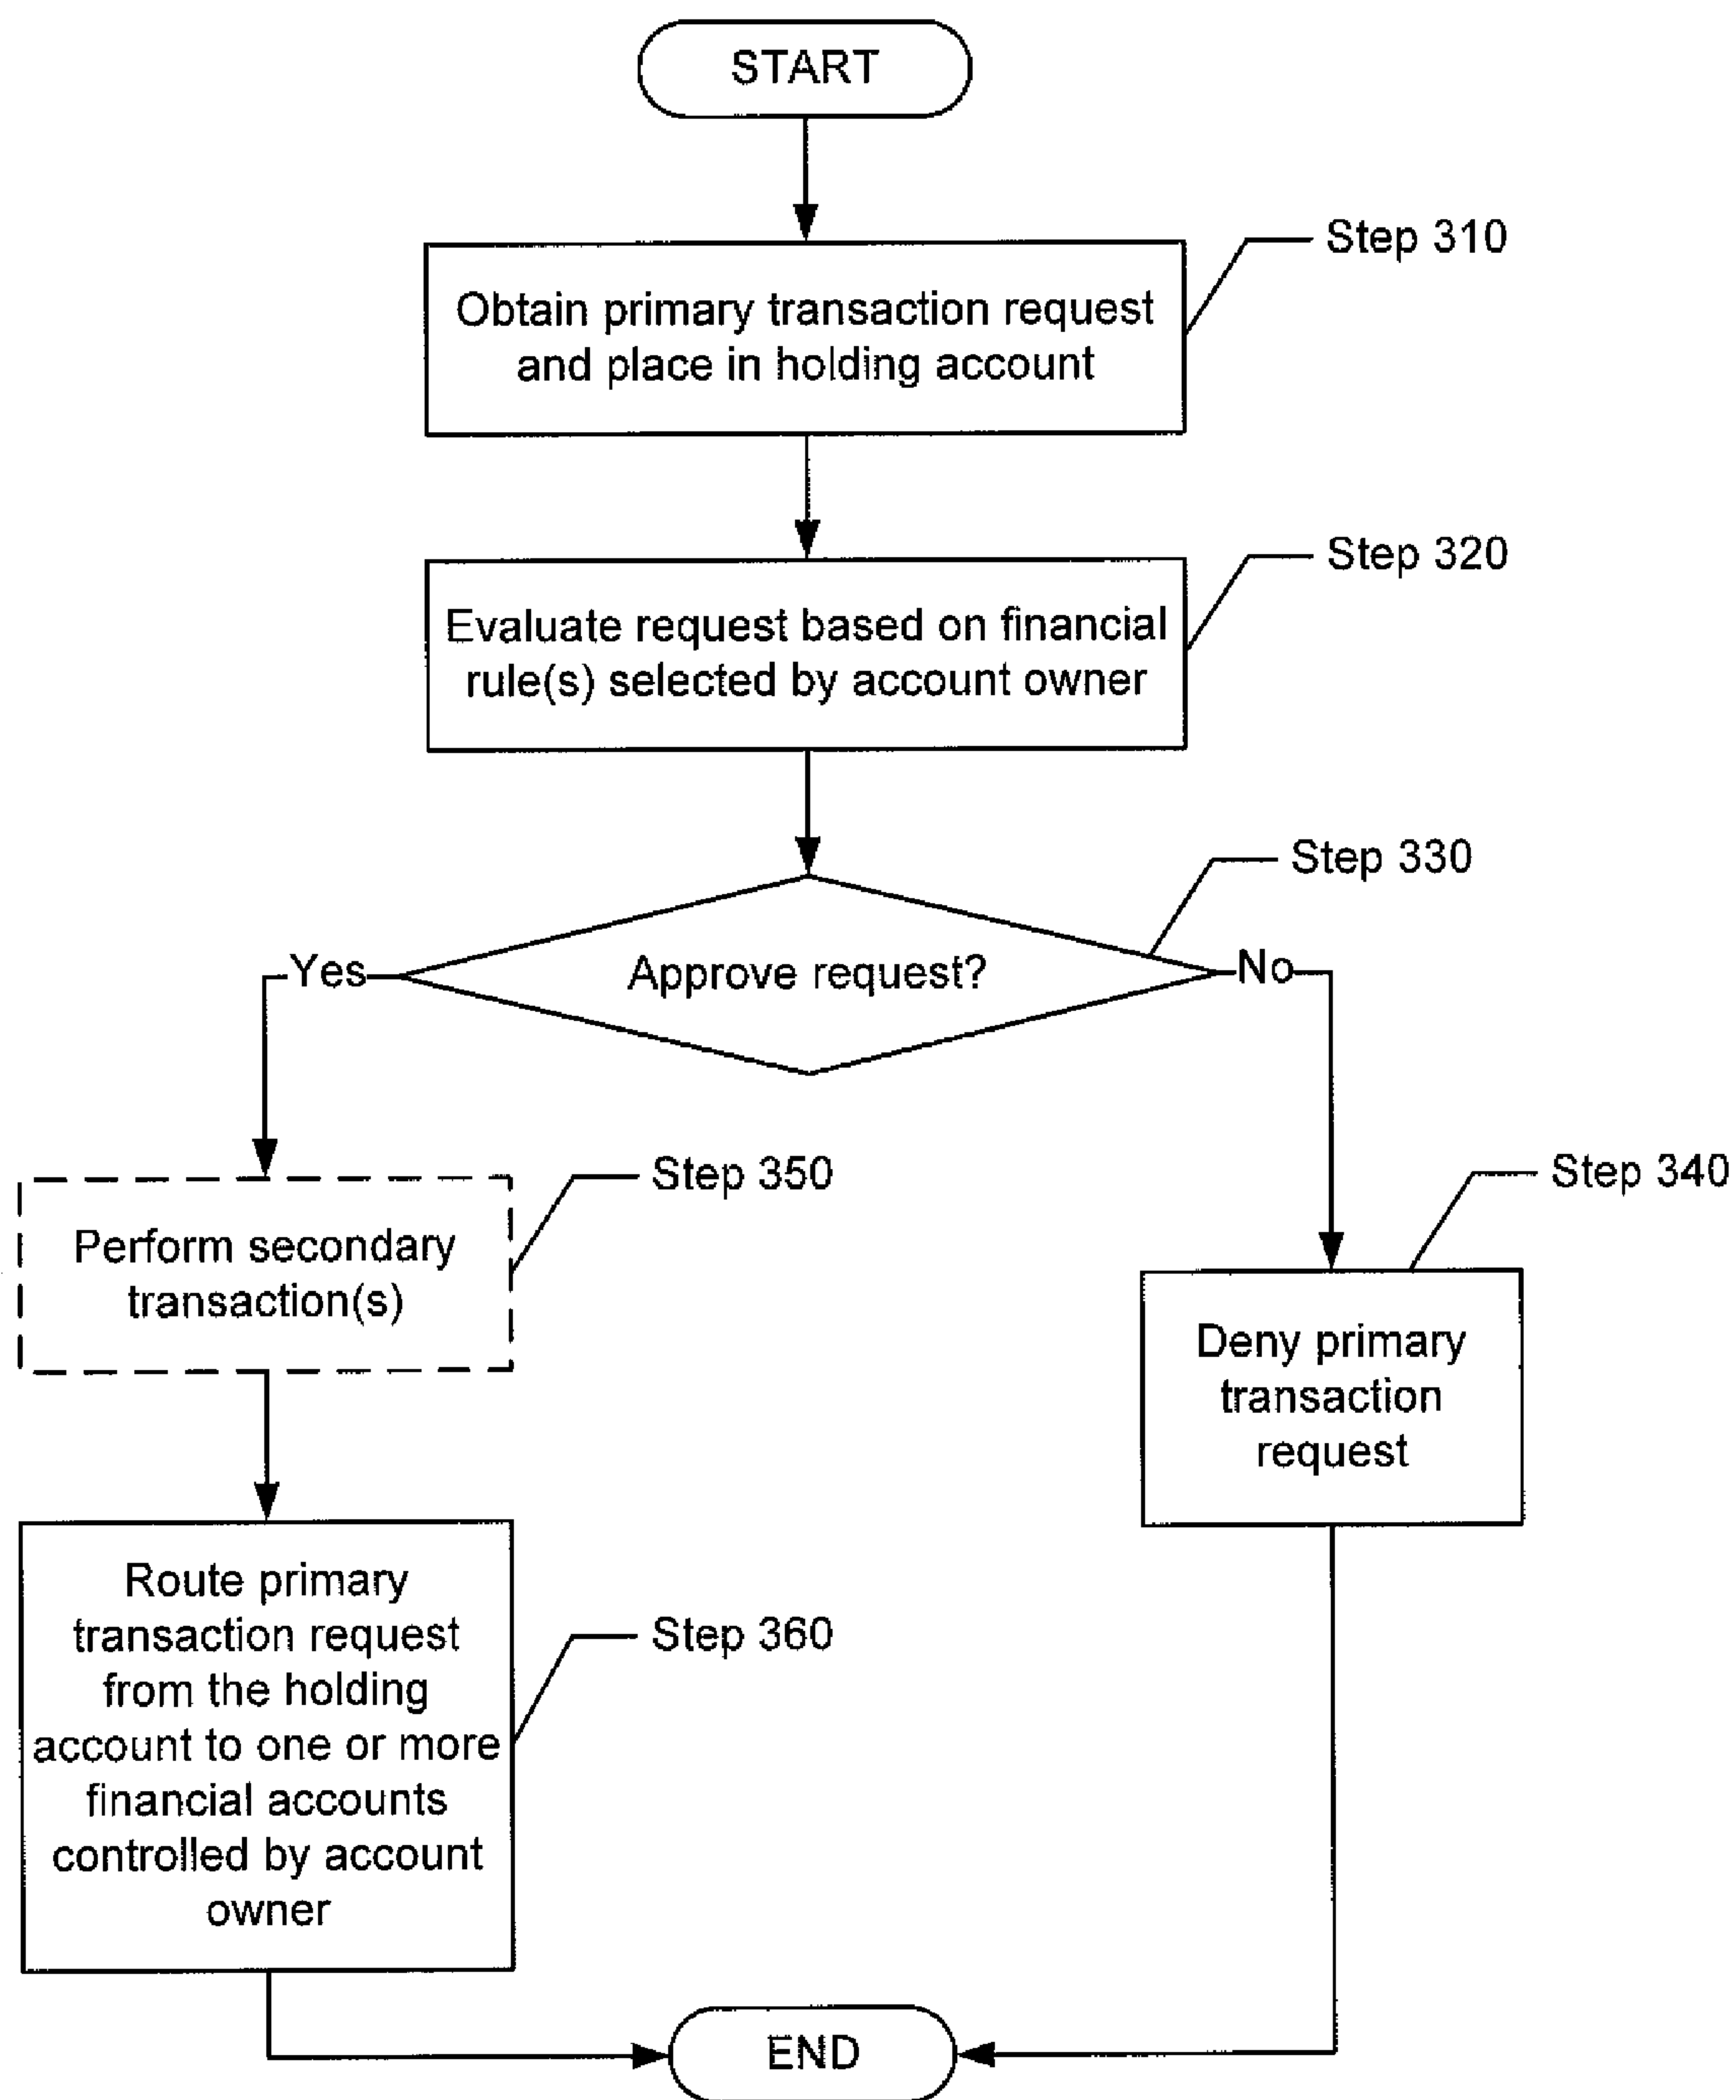 START
Step 310
Obtain primary transaction request
and place in holding account
Step 320
Evaluate request based on financial
rule(s) selected by account owner
Step 330
Approve request?
Yes
No
Step 350
Perform secondary
transaction(s)
Step 340
Deny primary
transaction
request
Step 360
Route primary
transaction request
from the holding
account to one or more
financial accounts
controlled by account
owner
END